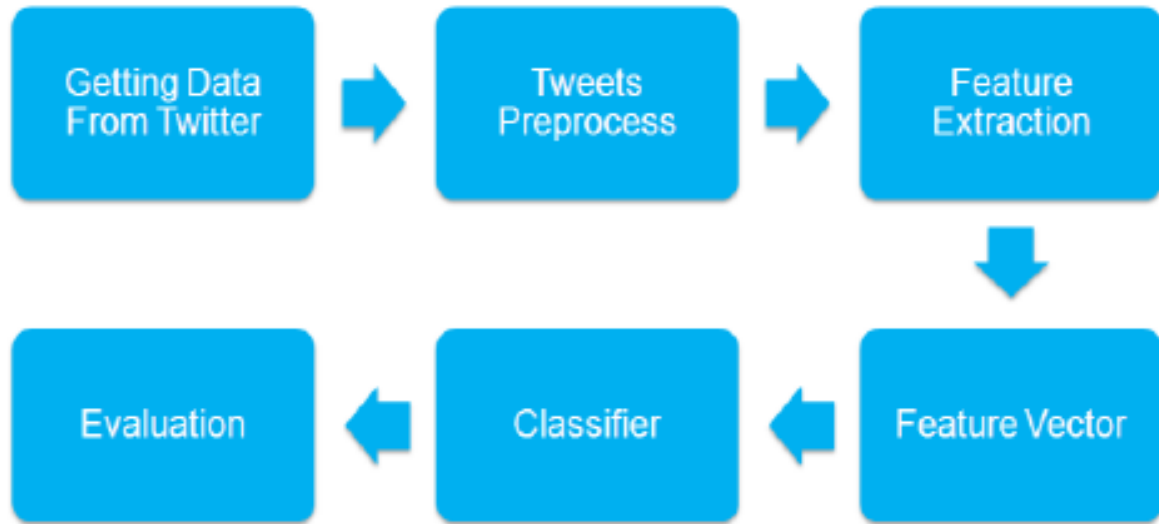 Getting Data
From Twitter
Tweets
Preprocess
Feature
Extraction
Feature Vector
Classifier
Evaluation